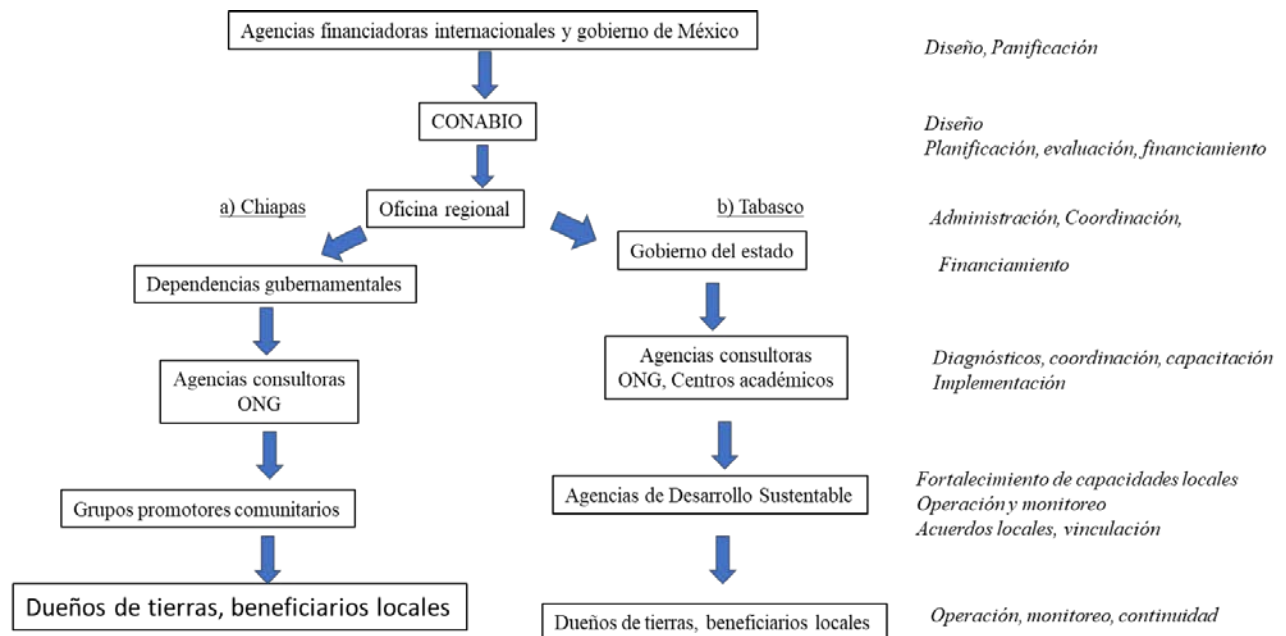 Agencias financiadoras internacionales y gobierno de México
Diseño, Panificación
CONABIO
Diseño
Planificación, evaluación, financiamiento
a) Chiapas
Oficina regional
b) Tabasco
Administración, Coordinación,
Gobierno del estado
Financiamiento
Dependencias gubernamentales
Agencias consultoras
ONG
Agencias consultoras
ONG, Centros académicos
Diagnósticos, coordinación, capacitación
Implementación
Grupos promotores comunitarios
Agencias de Desarrollo Sustentable
Fortalecimiento de capacidades locales
Operación y monitoreo
Acuerdos locales, vinculación
Dueños de tierras, beneficiarios locales
Dueños de tierras, beneficiarios locales
Operación, monitoreo, continuidad